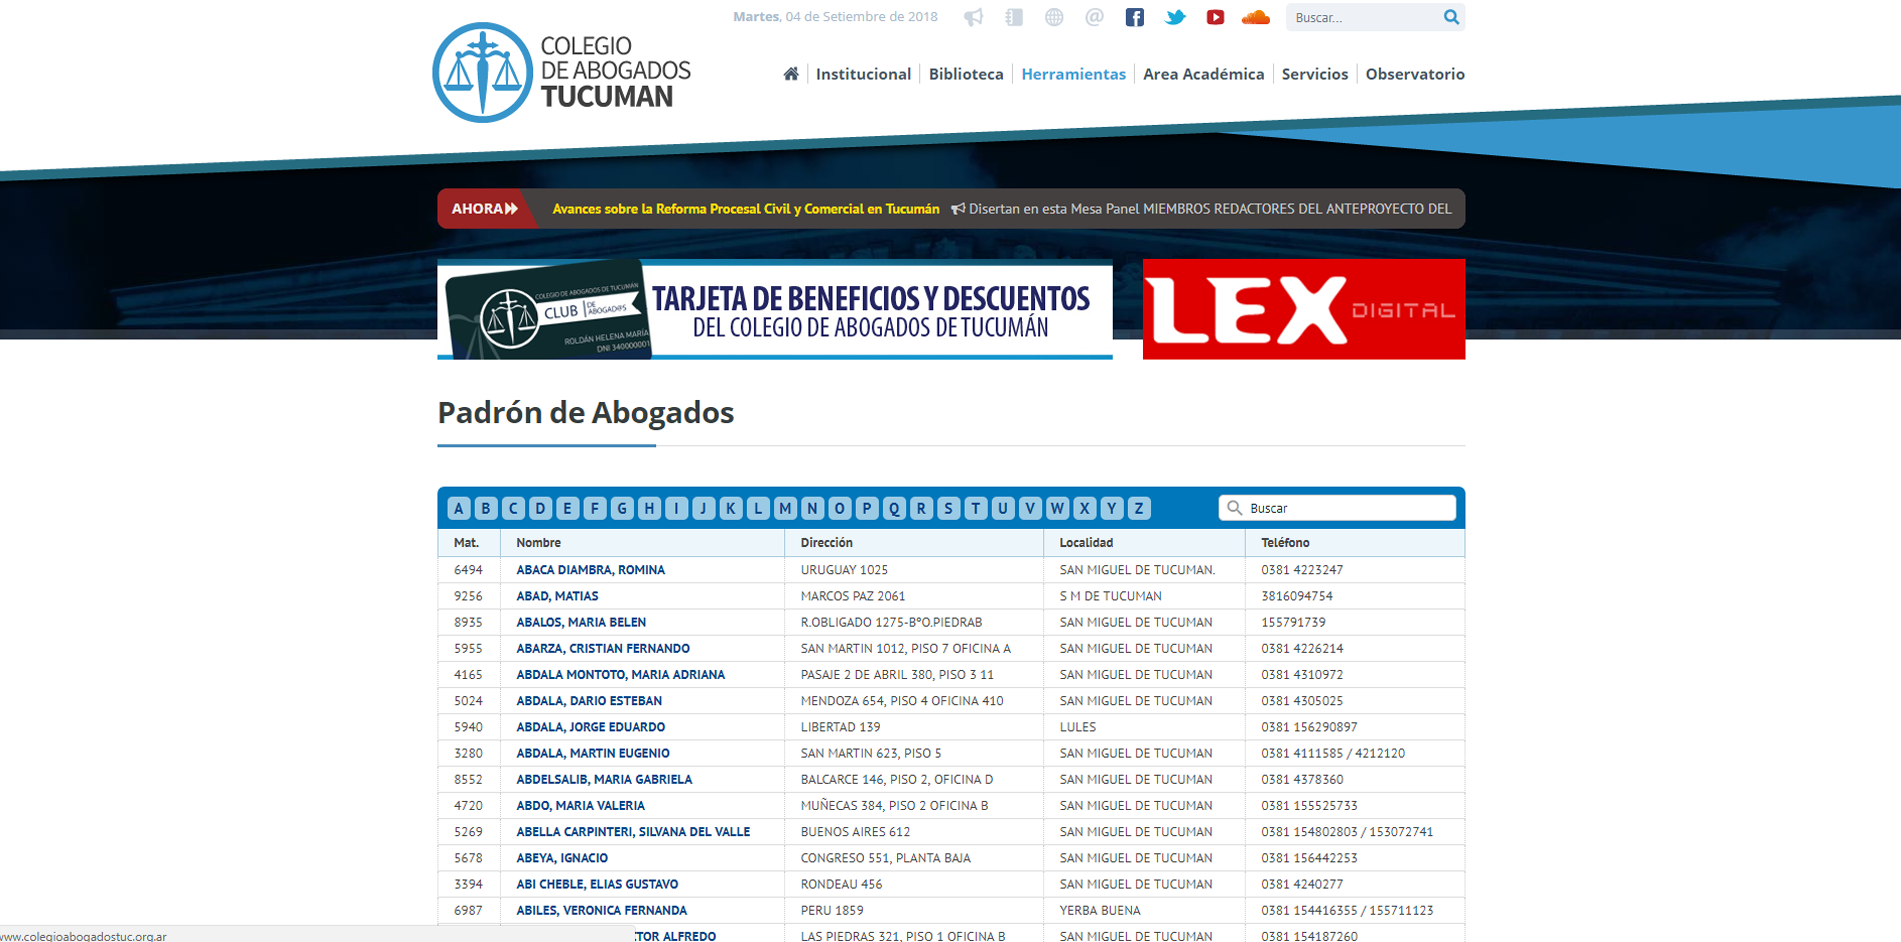 Martes, 04 de Setiembre de 2018
Buscar...
COLEGIO
DE ABOGADOS
TUCUMAN
Institucional
Biblioteca
Herramientas
Area Académica
Servicios
Observatorio
AHORA
Avances sobre la Reforma Procesal Civil y Comercial en Tucumán
Disertan en esta Mesa Panel MIEMBROS REDACTORES DEL ANTEPROYECTO DEL
COLEGIO DE ABOGADOS DE TUCUMÁN
CLUB DE ABOGADOS
ROLDÁN HELENA MARÍA
DNI 340000001
TARJETA DE BENEFICIOS Y DESCUENTOS
DEL COLEGIO DE ABOGADOS DE TUCUMÁN
LEX DIGITAL
Padrón de Abogados
A B C D E F G H I J K L M N O P Q R S T U V W X Y Z
Buscar
Mat. Nombre Dirección Localidad Teléfono
6494 ABACA DIAMBRA, ROMINA URUGUAY 1025 SAN MIGUEL DE TUCUMAN. 0381 4223247
9256 ABAD, MATIAS MARCOS PAZ 2061 S M DE TUCUMAN 3816094754
8935 ABALOS, MARIA BELEN R.OBLIGADO 1275-BºO.PIEDRAB SAN MIGUEL DE TUCUMAN 155791739
5955 ABARZA, CRISTIAN FERNANDO SAN MARTIN 1012, PISO 7 OFICINA A SAN MIGUEL DE TUCUMAN 0381 4226214
4165 ABDALA MONTOTO, MARIA ADRIANA PASAJE 2 DE ABRIL 380, PISO 3 11 SAN MIGUEL DE TUCUMAN 0381 4310972
5024 ABDALA, DARIO ESTEBAN MENDOZA 654, PISO 4 OFICINA 410 SAN MIGUEL DE TUCUMAN 0381 4305025
5940 ABDALA, JORGE EDUARDO LIBERTAD 139 LULES 0381 156290897
3280 ABDALA, MARTIN EUGENIO SAN MARTIN 623, PISO 5 SAN MIGUEL DE TUCUMAN 0381 4111585 / 4212120
8552 ABDELSALIB, MARIA GABRIELA BALCARCE 146, PISO 2, OFICINA D SAN MIGUEL DE TUCUMAN 0381 4378360
4720 ABDO, MARIA VALERIA MUÑECAS 384, PISO 2 OFICINA B SAN MIGUEL DE TUCUMAN 0381 155525733
5269 ABELLA CARPINTERI, SILVANA DEL VALLE BUENOS AIRES 612 SAN MIGUEL DE TUCUMAN 0381 154802803 / 153072741
5678 ABEYA, IGNACIO CONGRESO 551, PLANTA BAJA SAN MIGUEL DE TUCUMAN 0381 156442253
3394 ABI CHEBLE, ELIAS GUSTAVO RONDEAU 456 SAN MIGUEL DE TUCUMAN 0381 4240277
6987 ABILES, VERONICA FERNANDA PERU 1859 YERBA BUENA 0381 154416355 / 155711123
TOR ALFREDO LAS PIEDRAS 321, PISO 1 OFICINA B SAN MIGUEL DE TUCUMAN 0381 154187260
www.colegioabogadostuc.org.ar